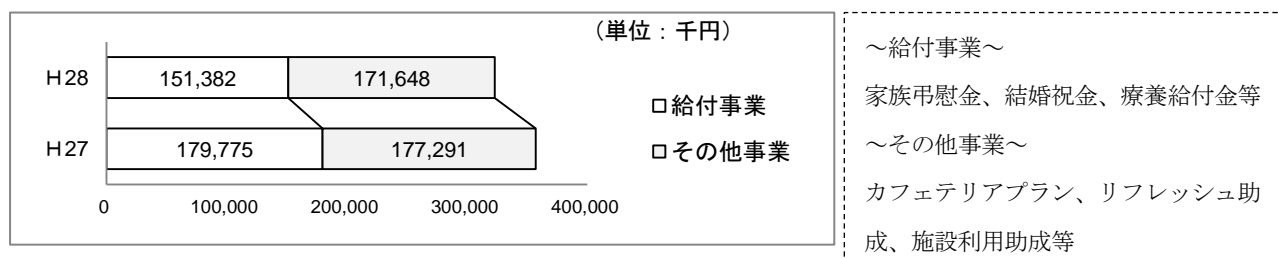 （単位：千円）
H28 151,382 171,648
□給付事業
H27 179,775 177,291
□その他事業
0 100,000 200,000 300,000 400,000
～給付事業～
家族弔慰金、結婚祝金、療養給付金等
～その他事業～
カフェテリアプラン、リフレッシュ助
成、施設利用助成等